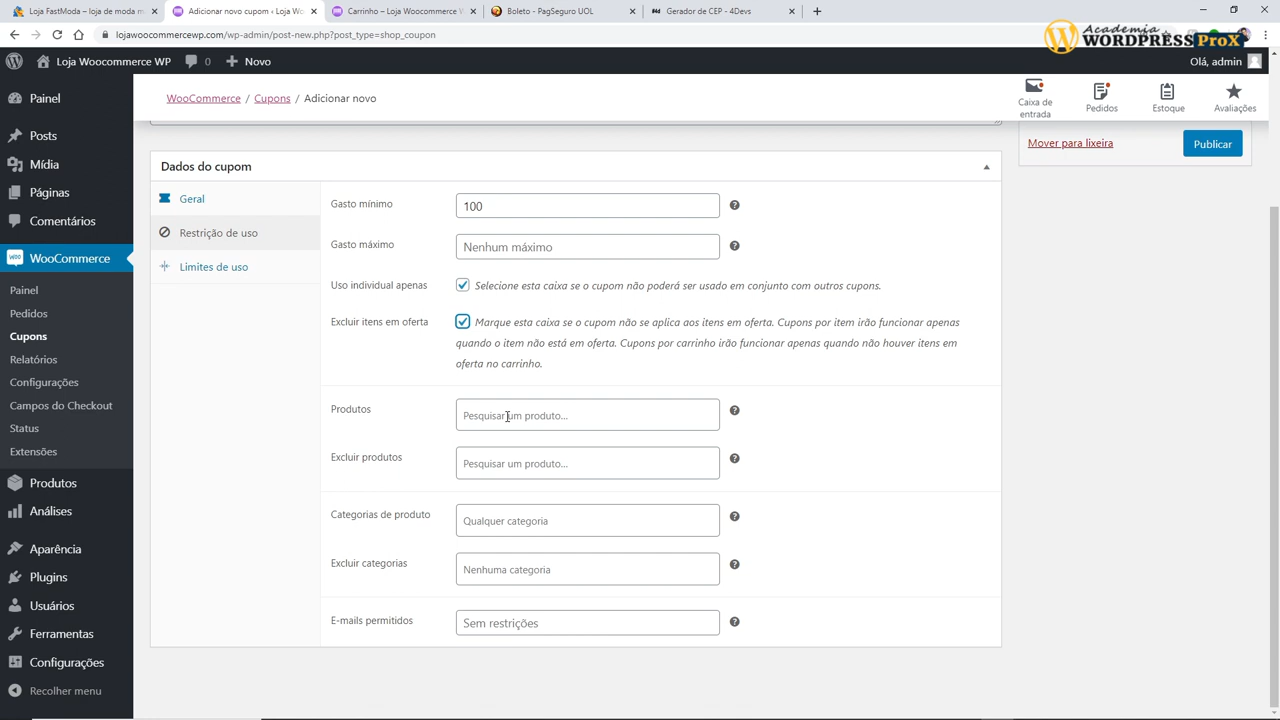 Loja FastModa – loja de moda m
Adicionar novo cupom ‹ Loja Wo
Carrinho – Loja Woocommerce W
Boleto - PagSeguro UOL
Gerador de CEP - 4Devs
lojawoocommercewp.com/wp-admin/post-new.php?post_type=shop_coupon
Academia
WORDPRESS ProX
Loja Woocommerce WP
0
Novo
Olá, admin
WooCommerce / Cupons / Adicionar novo
Caixa de
entrada
Pedidos
Estoque
Avaliações
Painel
Posts
Mídia
Páginas
Comentários
WooCommerce
Painel
Pedidos
Cupons
Relatórios
Configurações
Campos do Checkout
Status
Extensões
Produtos
Análises
Aparência
Plugins
Usuários
Ferramentas
Configurações
Recolher menu
Mover para lixeira
Publicar
Dados do cupom
Geral
Restrição de uso
Limites de uso
Gasto mínimo
100
Gasto máximo
Nenhum máximo
Uso individual apenas
Selecione esta caixa se o cupom não poderá ser usado em conjunto com outros cupons.
Excluir itens em oferta
Marque esta caixa se o cupom não se aplica aos itens em oferta. Cupons por item irão funcionar apenas
quando o item não está em oferta. Cupons por carrinho irão funcionar apenas quando não houver itens em
oferta no carrinho.
Produtos
Pesquisar um produto...
Excluir produtos
Pesquisar um produto...
Categorias de produto
Qualquer categoria
Excluir categorias
Nenhuma categoria
E-mails permitidos
Sem restrições